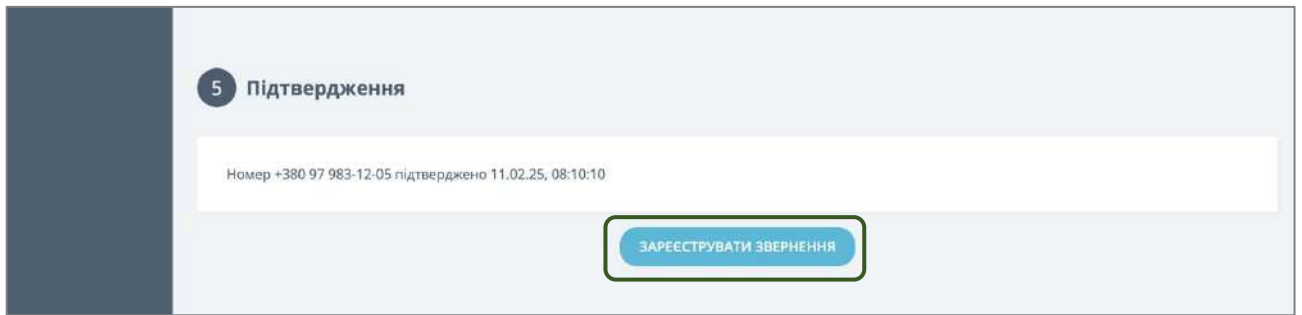 5 Підтвердження
Номер +380 97 983-12-05 підтверджено 11.02.25, 08:10:10
ЗАРЕЄСТРУВАТИ ЗВЕРНЕННЯ